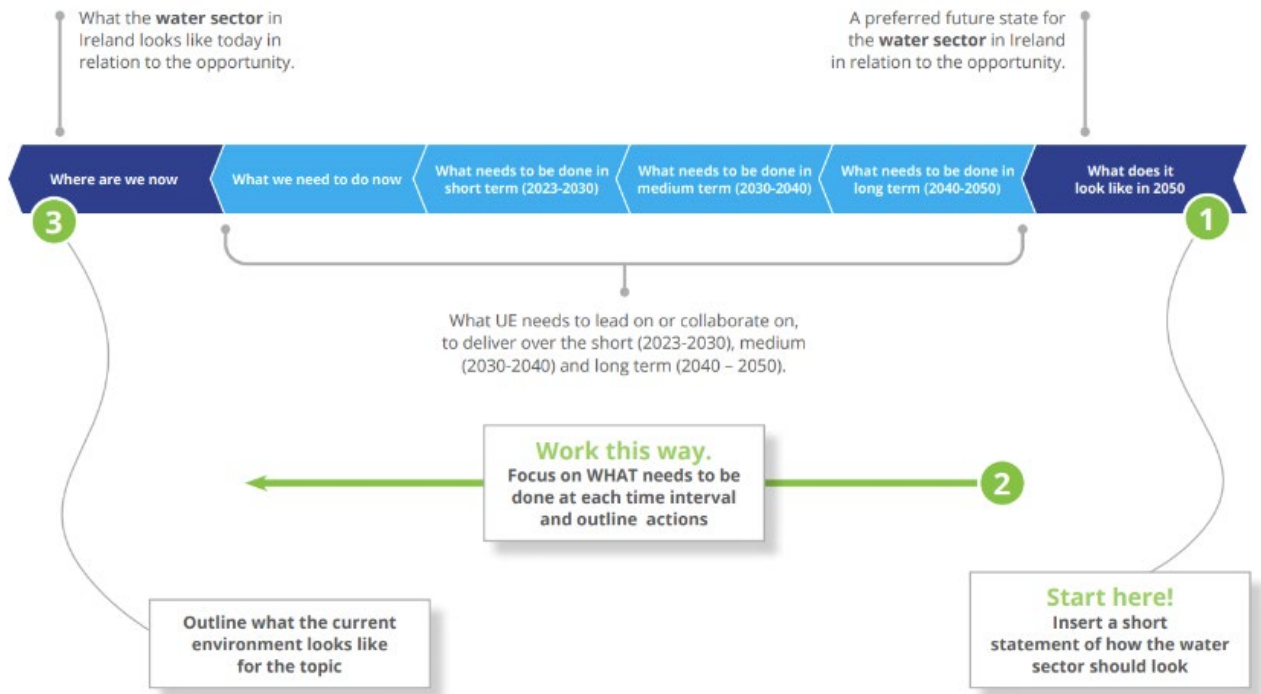 What the water sector in
Ireland looks like today in
relation to the opportunity.
A preferred future state for
the water sector in Ireland
in relation to the opportunity.
Where are we now
What we need to do now
What needs to be done in
short term (2023-2030)
What needs to be done in
medium term (2030-2040)
What needs to be done in
long term (2040-2050)
What does it
look like in 2050
3
1
What UE needs to lead on or collaborate on,
to deliver over the short (2023-2030), medium
(2030-2040) and long term (2040 – 2050).
Work this way.
Focus on WHAT needs to be
done at each time interval
and outline actions
2
Outline what the current
environment looks like
for the topic
Start here!
Insert a short
statement of how the water
sector should look